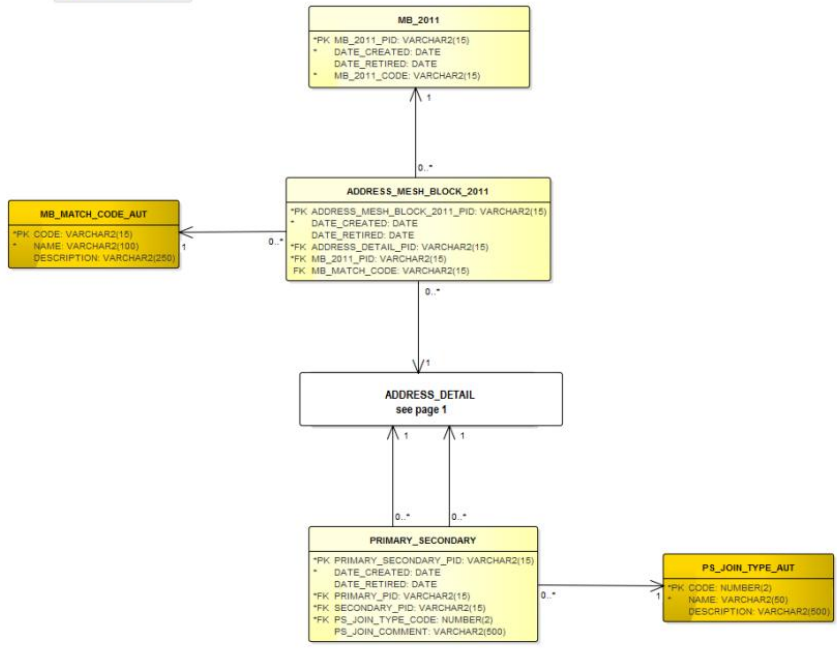 MB_2011
*PK MB_2011_PID: VARCHAR2(15)
* DATE_CREATED: DATE
DATE_RETIRED: DATE
* MB_2011_CODE: VARCHAR2(15)
1
0..*
ADDRESS_MESH_BLOCK_2011
*PK ADDRESS_MESH_BLOCK_2011_PID: VARCHAR2(15)
* DATE_CREATED: DATE
DATE_RETIRED: DATE
*FK ADDRESS_DETAIL_PID: VARCHAR2(15)
*FK MB_2011_PID: VARCHAR2(15)
FK MB_MATCH_CODE: VARCHAR2(15)
MB_MATCH_CODE_AUT
*PK CODE: VARCHAR2(15)
* NAME: VARCHAR2(100)
DESCRIPTION: VARCHAR2(250)
1
0..*
0..*
1
ADDRESS_DETAIL
see page 1
1
1
0..*
0..*
PRIMARY_SECONDARY
*PK PRIMARY_SECONDARY_PID: VARCHAR2(15)
* DATE_CREATED: DATE
DATE_RETIRED: DATE
*FK PRIMARY_PID: VARCHAR2(15)
*FK SECONDARY_PID: VARCHAR2(15)
*FK PS_JOIN_TYPE_CODE: NUMBER(2)
PS_JOIN_COMMENT: VARCHAR2(500)
0..*
1
PS_JOIN_TYPE_AUT
*PK CODE: NUMBER(2)
* NAME: VARCHAR2(50)
DESCRIPTION: VARCHAR2(500)